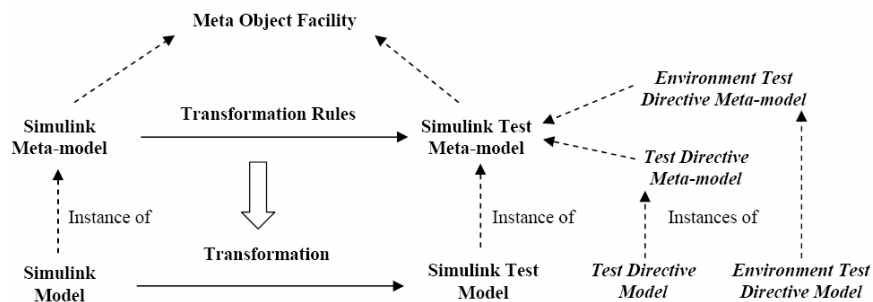 Meta Object Facility
Environment Test
Directive Meta-model
Transformation Rules
Simulink
Meta-model
Simulink Test
Meta-model
Test Directive
Meta-model
Instance of
Instance of
Instances of
Transformation
Simulink
Model
Simulink Test
Model
Test Directive
Model
Environment Test
Directive Model